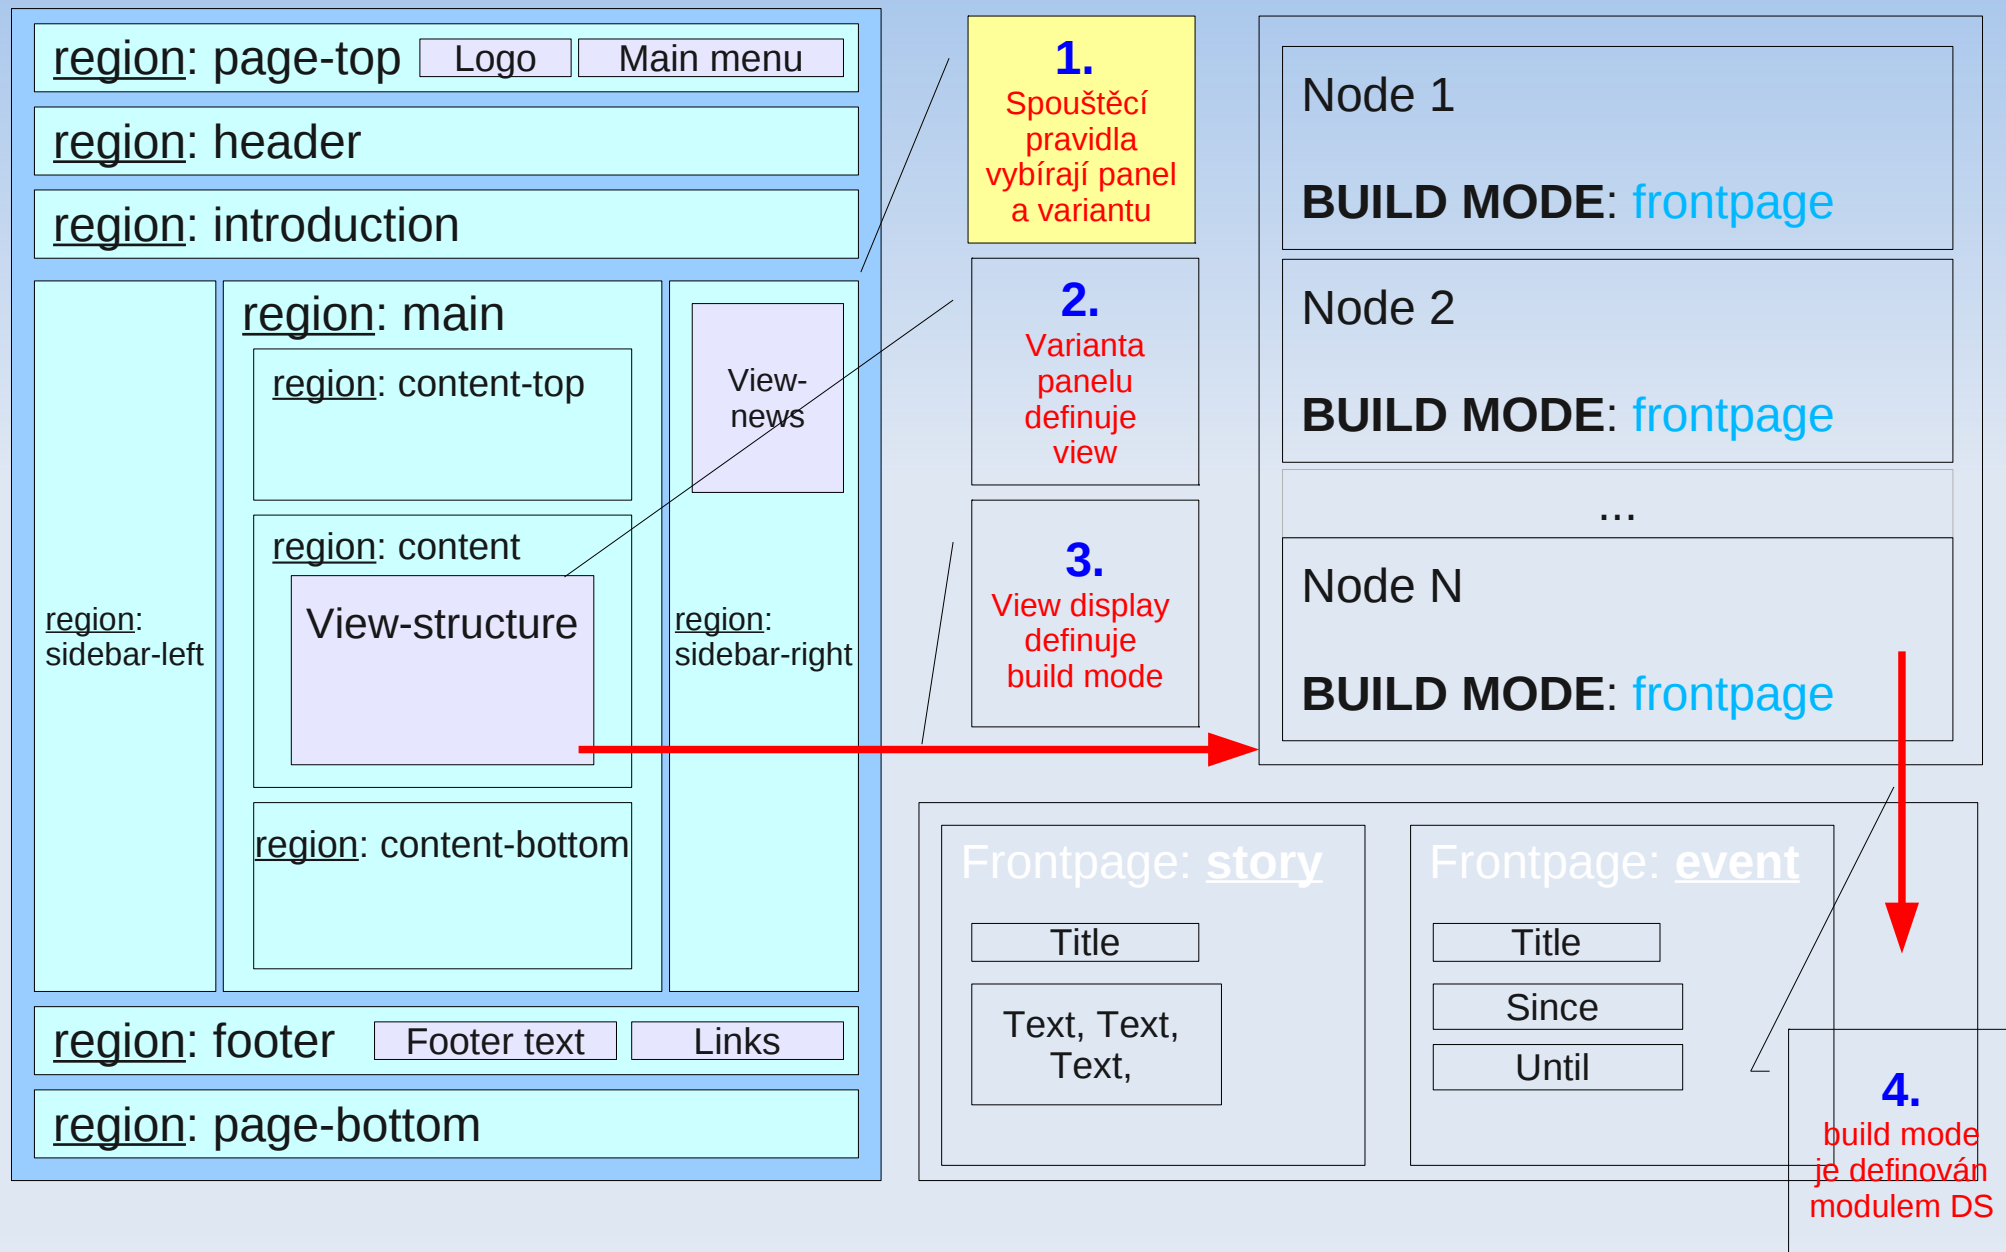 region: page-top
Logo
Main menu
region: header
region: introduction
region: main
region: content-top
region: content
View-structure
region: content-bottom
region:
sidebar-left
View-
news
region:
sidebar-right
region: footer
Footer text
Links
region: page-bottom
1.
Spouštěcí
pravidla
vybírají panel
a variantu
2.
Varianta
panelu
definuje
view
3.
View display
definuje
build mode
Node 1
BUILD MODE: frontpage
Node 2
BUILD MODE: frontpage
...
Node N
BUILD MODE: frontpage
Frontpage: story
Title
Text, Text,
Text,
Frontpage: event
Title
Since
Until
4.
build mode
je definován
modulem DS